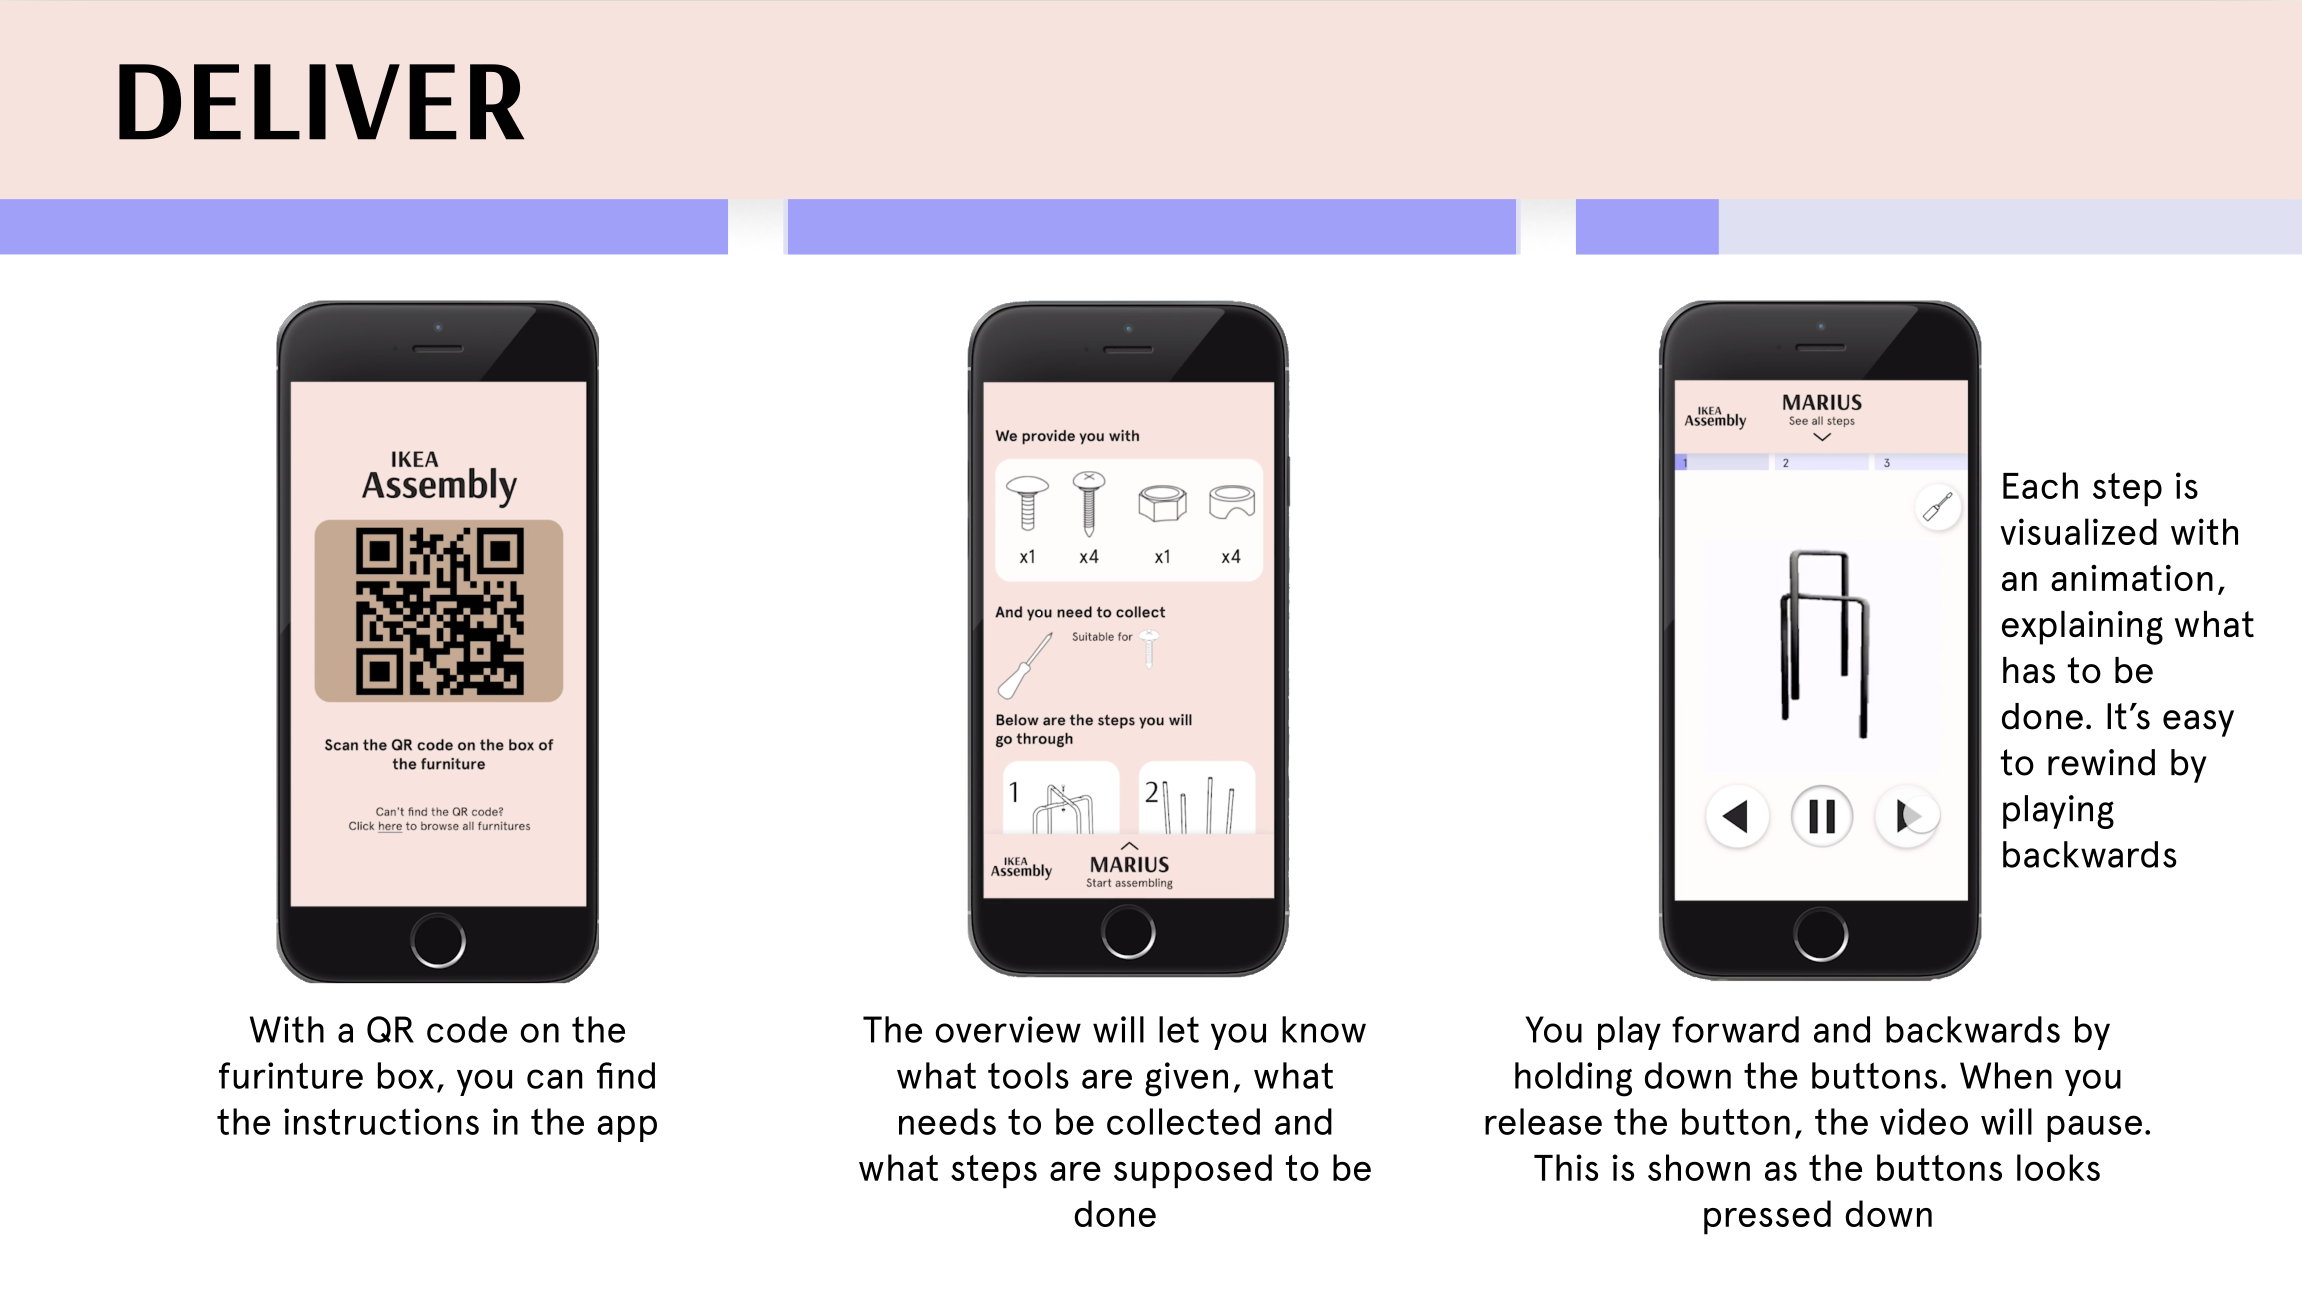 DELIVER
IKEA
Assembly
Scan the QR code on the box of
the furniture
Can't find the QR code?
Click here to browse all furnitures
With a QR code on the
furinture box, you can find
the instructions in the app
We provide you with
x1 x4 x1 x4
And you need to collect
Suitable for
Below are the steps you will
go through
1 2
IKEA
Assembly
MARIUS
Start assembling
The overview will let you know
what tools are given, what
needs to be collected and
what steps are supposed to be
done
IKEA
Assembly
MARIUS
See all steps
1 2 3
Each step is
visualized with
an animation,
explaining what
has to be
done. It’s easy
to rewind by
playing
backwards
You play forward and backwards by
holding down the buttons. When you
release the button, the video will pause.
This is shown as the buttons looks
pressed down